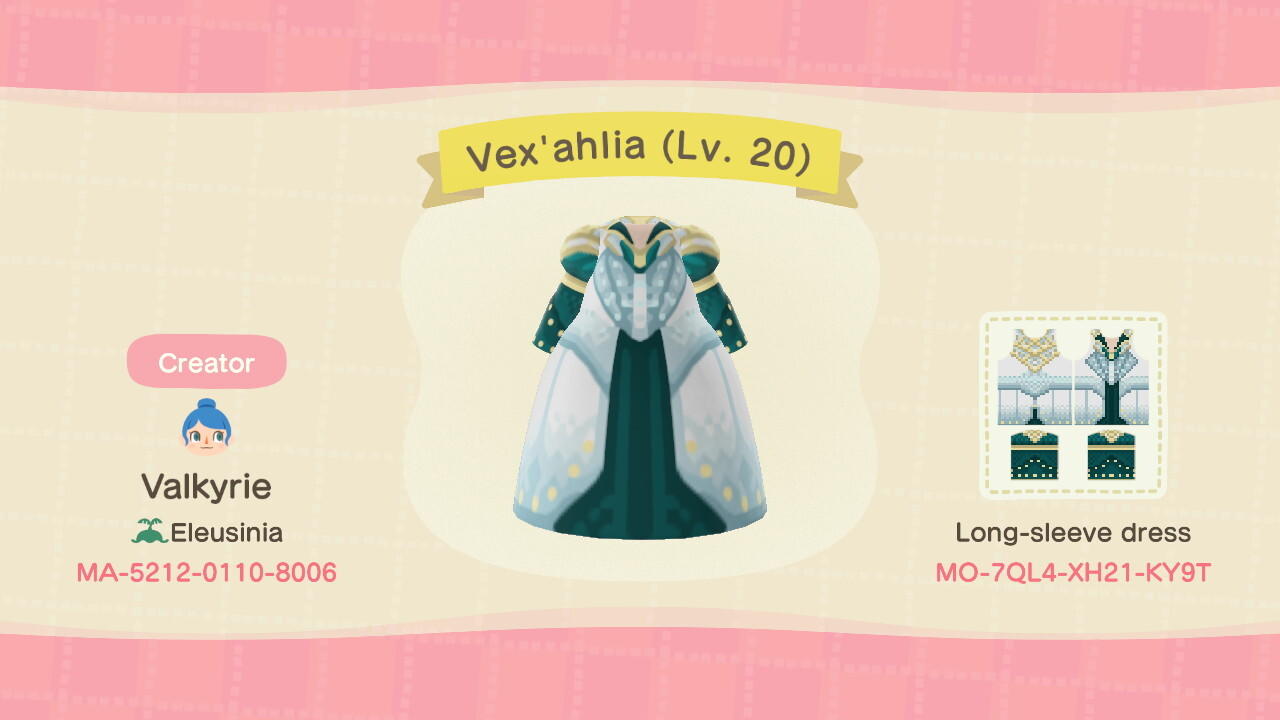 Vex'ahlia (Lv. 20)
Creator
Valkyrie
Eleusinia
MA-5212-0110-8006
Long-sleeve dress
MO-7QL4-XH21-KY9T